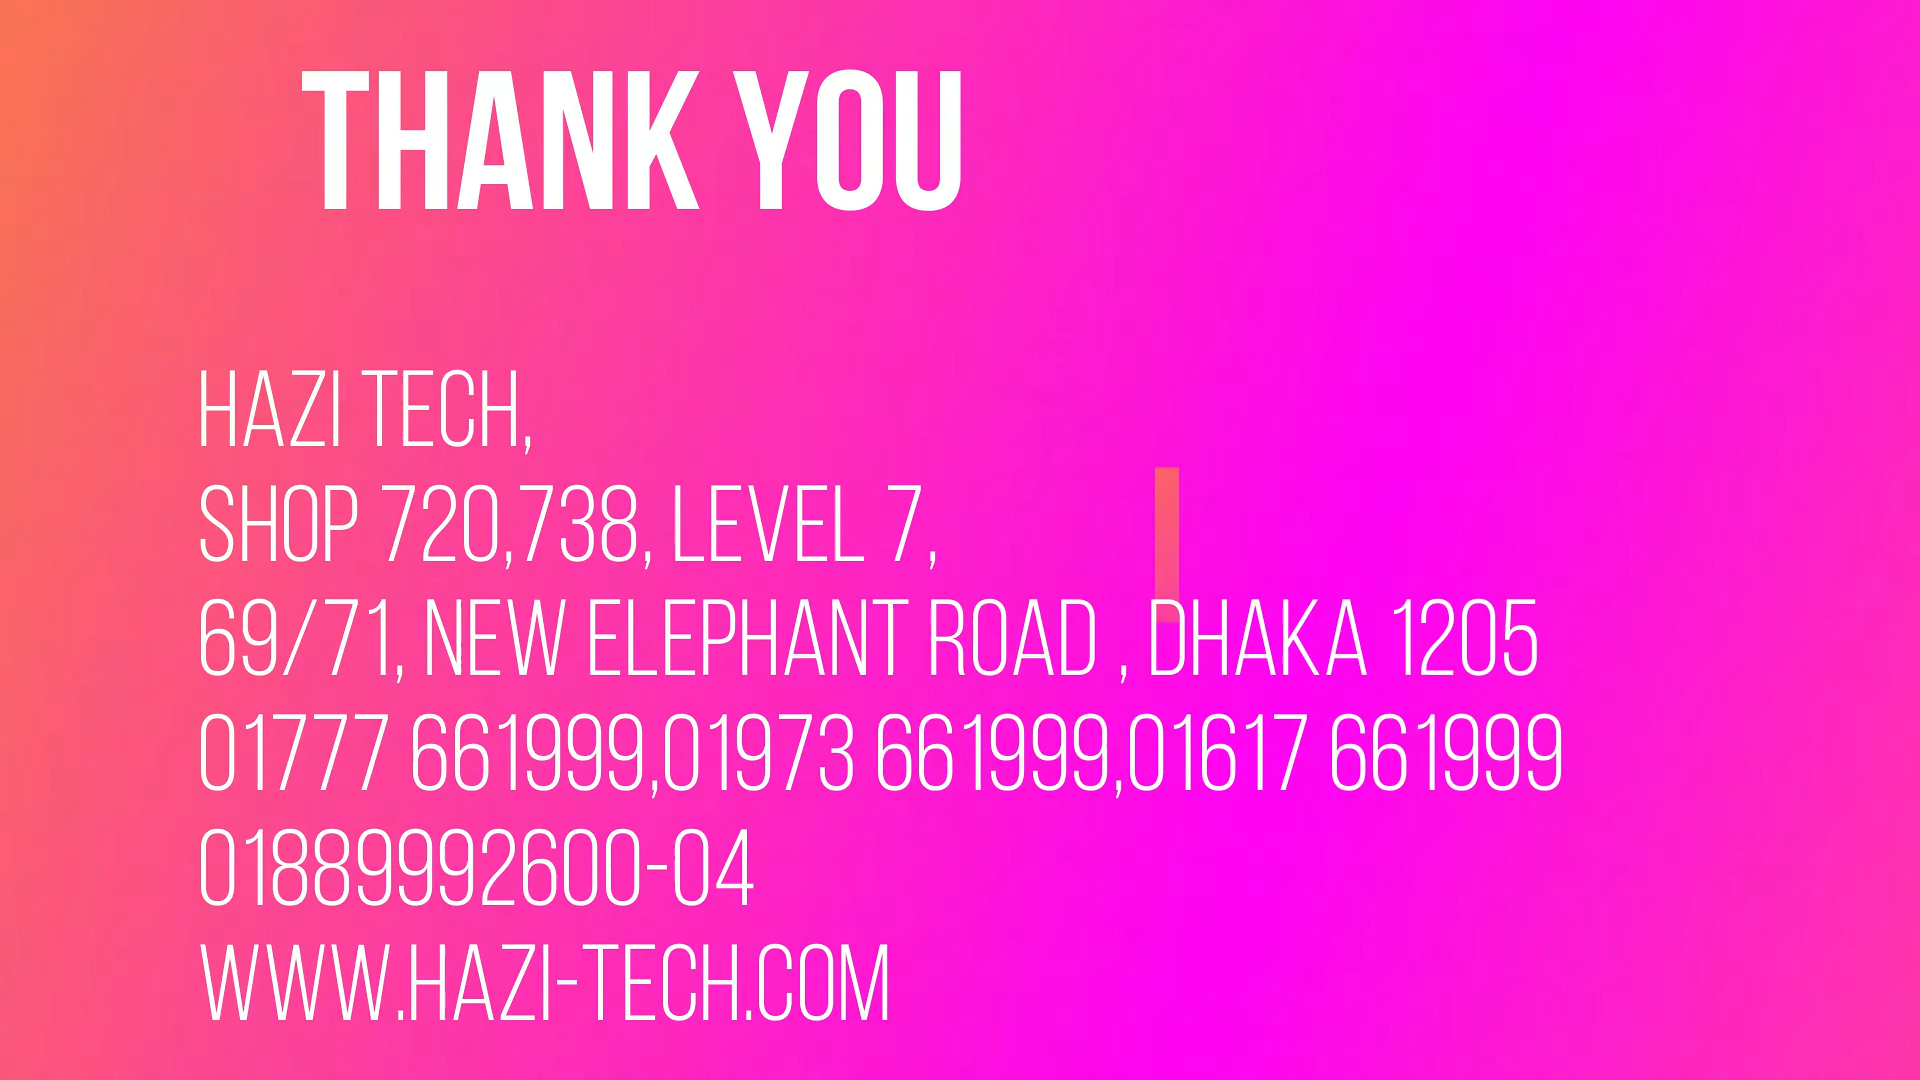 THANK YOU
HAZI TECH,
SHOP 720,738, LEVEL 7,
69/71, NEW ELEPHANT ROAD , DHAKA 1205
01777 661999,01973 661999,01617 661999
01889992600-04
WWW.HAZI-TECH.COM